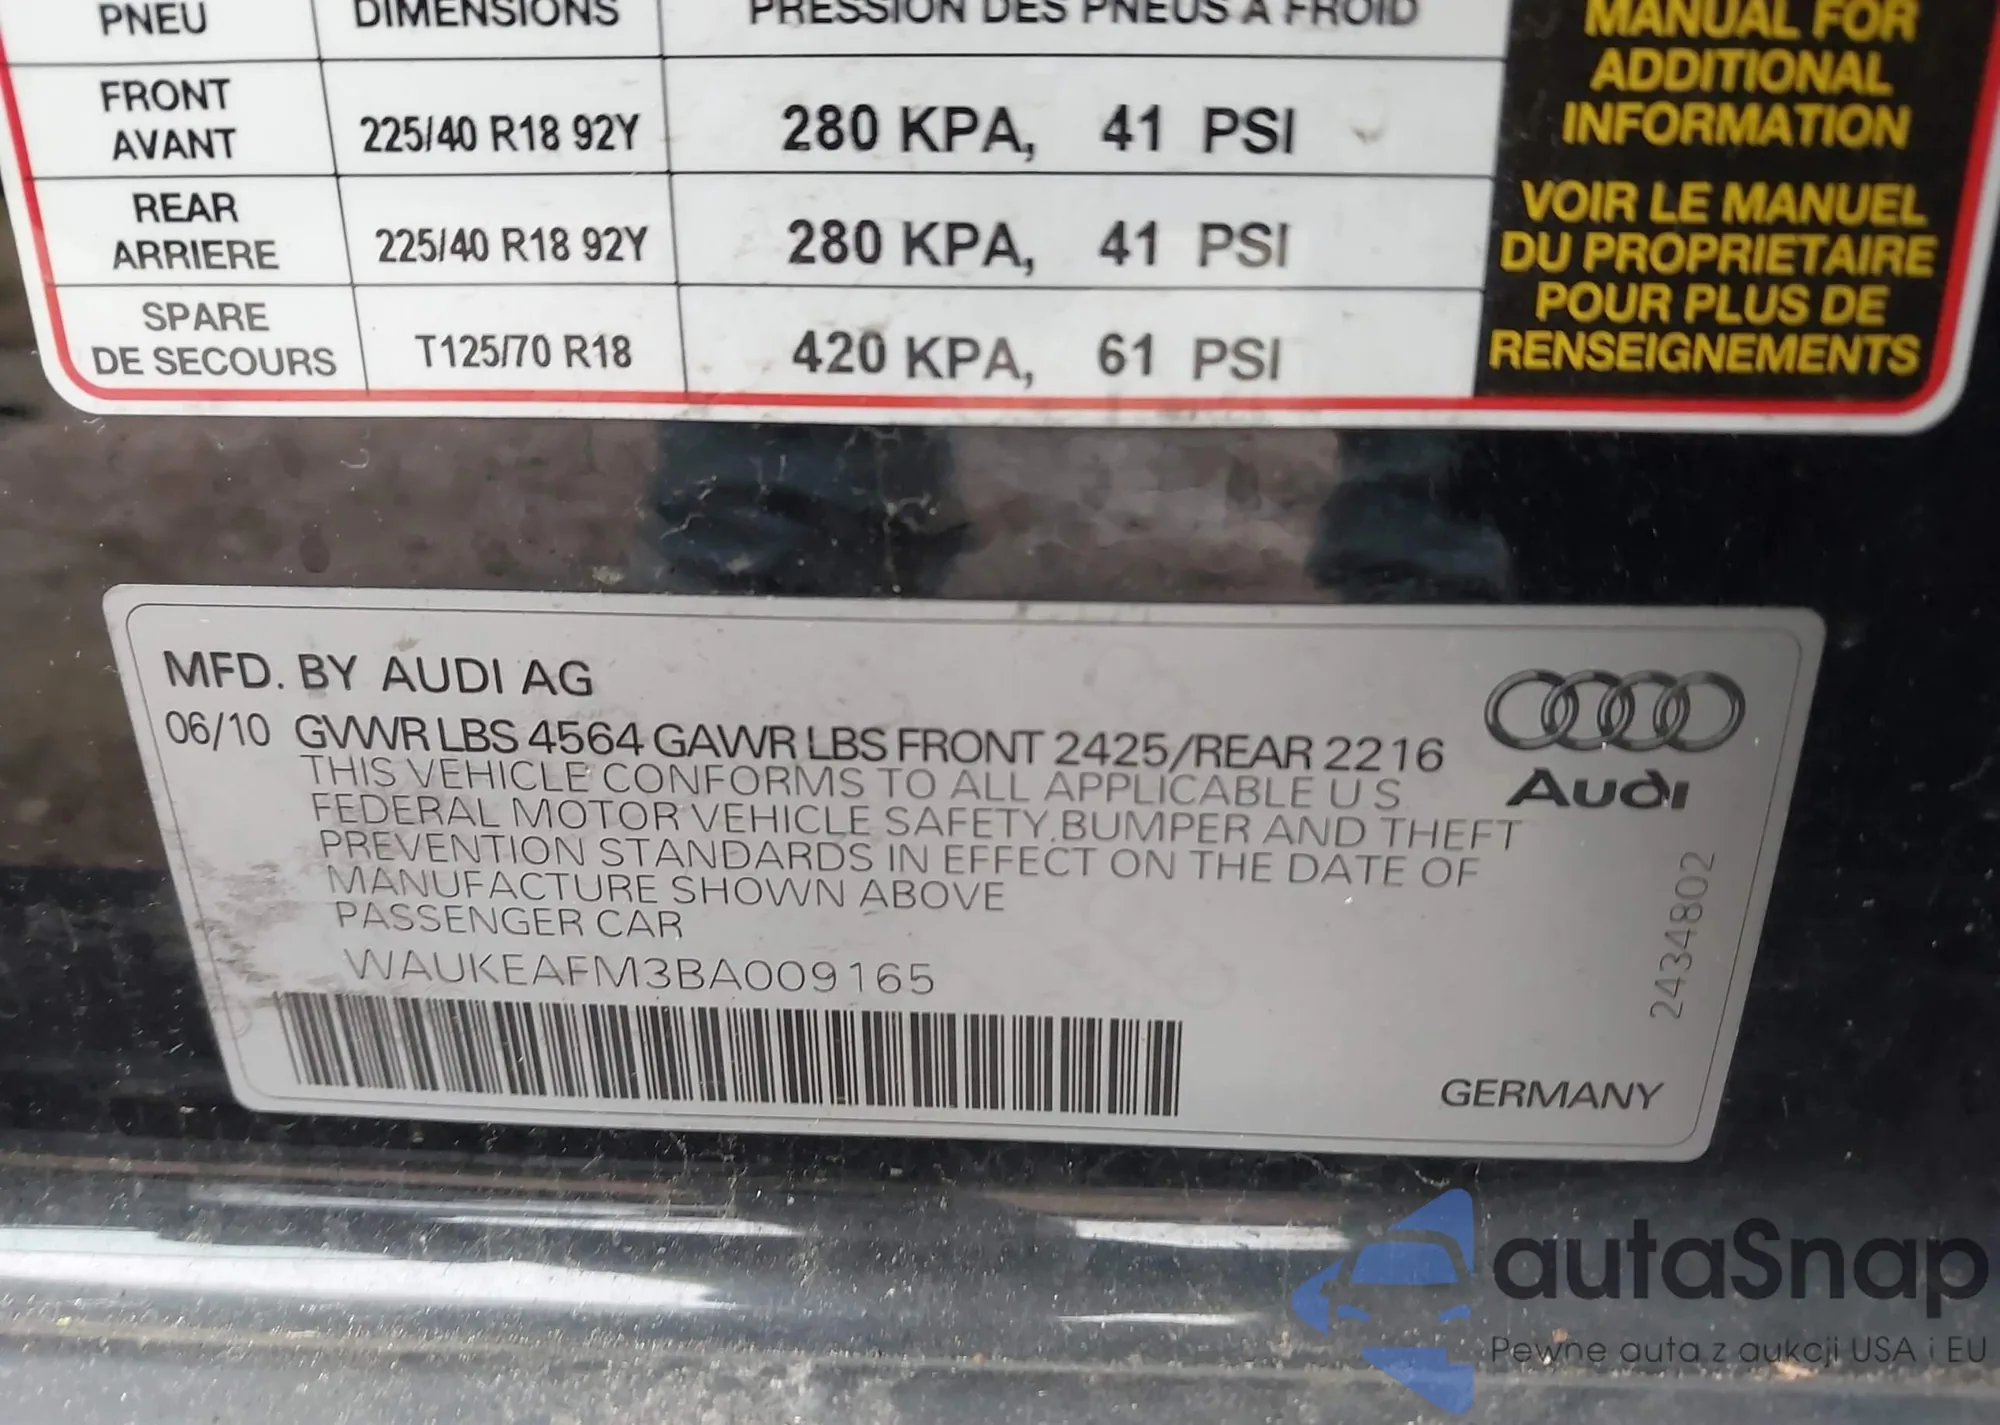 PNEU DIMENSIONS PRESSION DES PNEUS À FROID
FRONT
AVANT
225/40 R18 92Y 280 KPA, 41 PSI
REAR
ARRIERE
225/40 R18 92Y 280 KPA, 41 PSI
SPARE
DE SECOURS
T125/70 R18 420 KPA, 61 PSI
MANUAL FOR
ADDITIONAL
INFORMATION
VOIR LE MANUEL
DU PROPRIETAIRE
POUR PLUS DE
RENSEIGNEMENTS
MFD. BY AUDI AG
06/10 GVWR LBS 4564 GAWR LBS FRONT 2425/REAR 2216
THIS VEHICLE CONFORMS TO ALL APPLICABLE U S
FEDERAL MOTOR VEHICLE SAFETY.BUMPER AND THEFT
PREVENTION STANDARDS IN EFFECT ON THE DATE OF
MANUFACTURE SHOWN ABOVE
PASSENGER CAR
WAUKEAFM3BA009165
Audi
2434802
GERMANY
autaSnap
Pewne auta z aukcji USA i EU